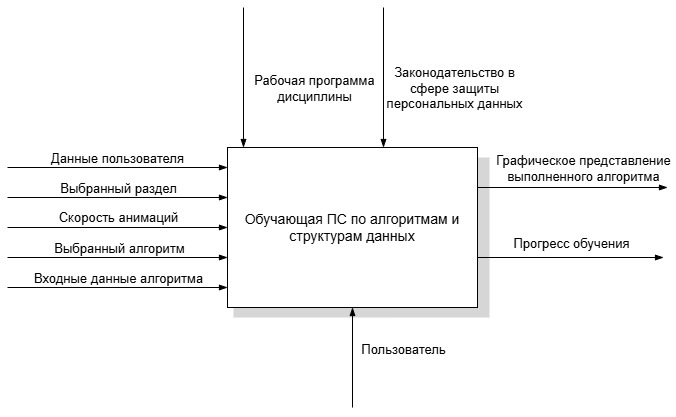 Рабочая программа
дисциплины
Законодательство в
сфере защиты
персональных данных
Данные пользователя
Выбранный раздел
Скорость анимаций
Выбранный алгоритм
Входные данные алгоритма
Обучающая ПС по алгоритмам и
структурам данных
Графическое представление
выполненного алгоритма
Прогресс обучения
Пользователь